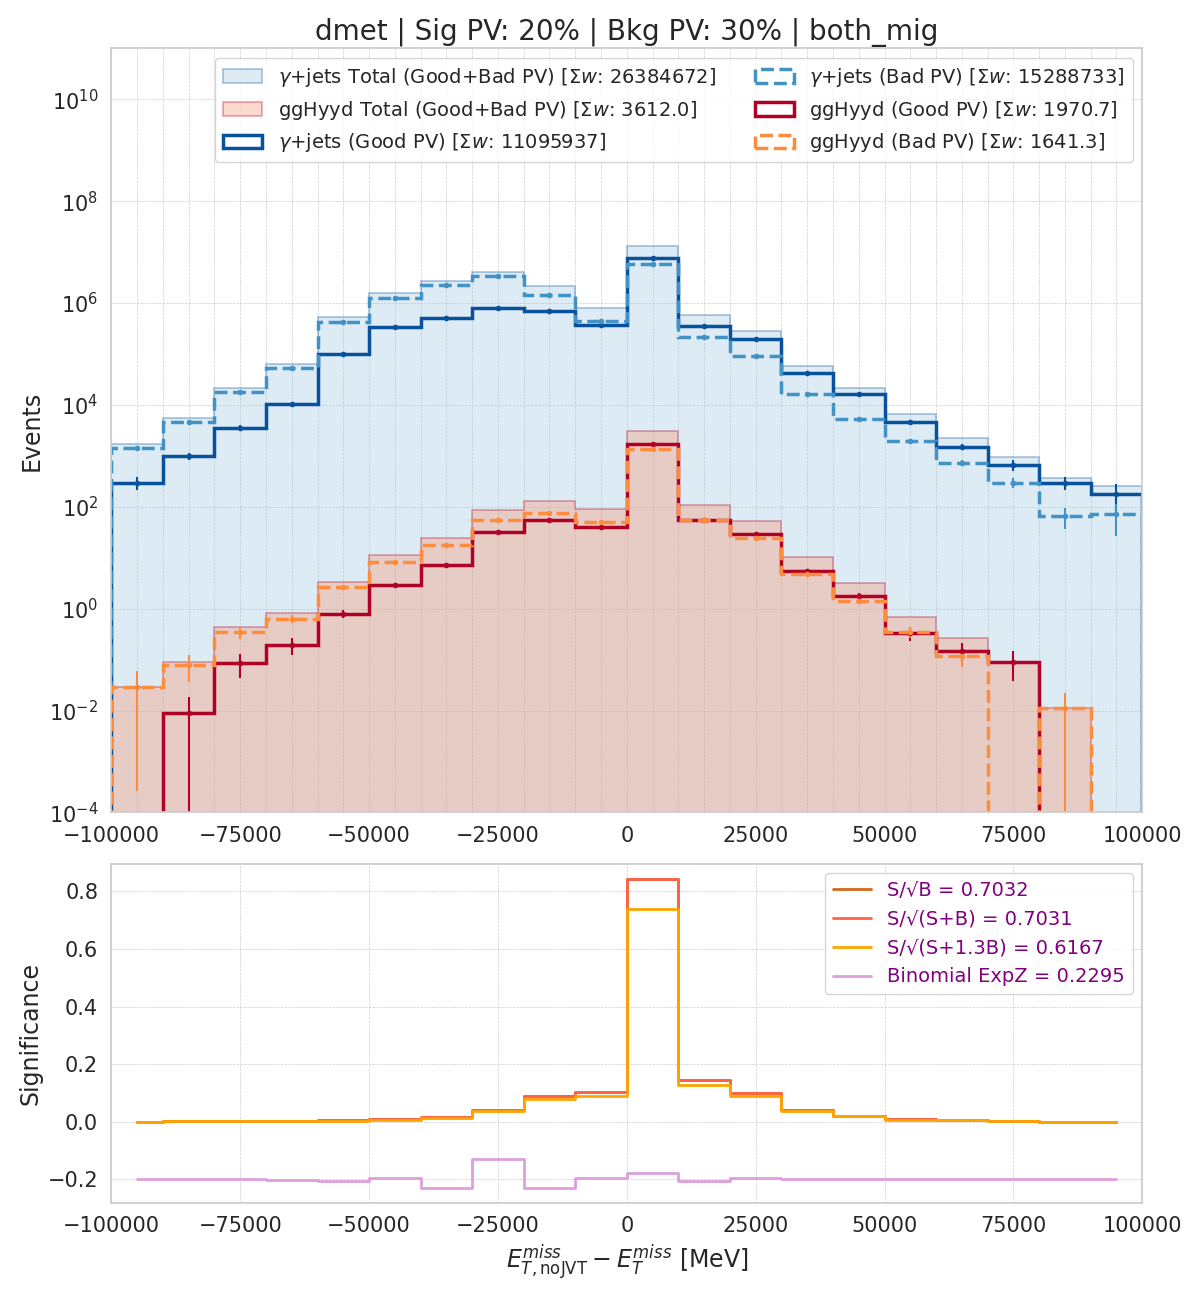 dmet | Sig PV: 20% | Bkg PV: 30% | both_mig
γ+jets Total (Good+Bad PV) [Σw: 26384672]
ggHyyd Total (Good+Bad PV) [Σw: 3612.0]
γ+jets (Good PV) [Σw: 11095937]
γ+jets (Bad PV) [Σw: 15288733]
ggHyyd (Good PV) [Σw: 1970.7]
ggHyyd (Bad PV) [Σw: 1641.3]
Events
10^10
10^8
10^6
10^4
10^2
10^0
10^−2
10^−4
−100000 −75000 −50000 −25000 0 25000 50000 75000 100000
S/√B = 0.7032
S/√(S+B) = 0.7031
S/√(S+1.3B) = 0.6167
Binomial ExpZ = 0.2295
Significance
0.8
0.6
0.4
0.2
0.0
−0.2
−100000 −75000 −50000 −25000 0 25000 50000 75000 100000
E_{T, noJVT}^{miss} − E_T^{miss} [MeV]